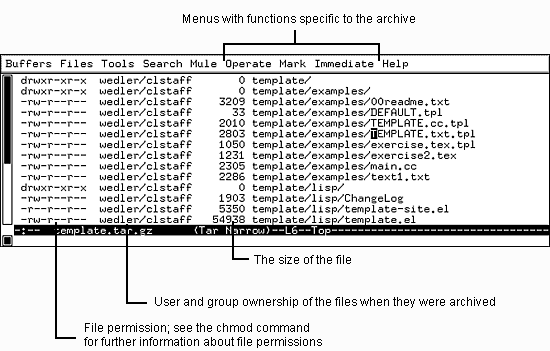 Menus with functions specific to the archive
Buffers Files Tools Search Mule Operate Mark Immediate Help
drwxr-xr-x wedler/clstaff 0 template/
drwxr-xr-x wedler/clstaff 0 template/examples/
-rw-r--r-- wedler/clstaff 3209 template/examples/00readme.txt
-rw-r--r-- wedler/clstaff 33 template/examples/DEFAULT.tpl
-rw-r--r-- wedler/clstaff 2010 template/examples/TEMPLATE.cc.tpl
-rw-r--r-- wedler/clstaff 2803 template/examples/TEMPLATE.txt.tpl
-rw-r--r-- wedler/clstaff 1050 template/examples/exercise.tex.tpl
-rw-r--r-- wedler/clstaff 1231 template/examples/exercise2.tex
-rw-r--r-- wedler/clstaff 2305 template/examples/main.cc
-rw-r--r-- wedler/clstaff 2286 template/examples/text1.txt
drwxr-xr-x wedler/clstaff 0 template/lisp/
-rw-r--r-- wedler/clstaff 1903 template/lisp/ChangeLog
-rw-r--r-- wedler/clstaff 5350 template/lisp/template-site.el
-rw-r--r-- wedler/clstaff 54938 template/lisp/template.el
-:-- template.tar.gz (Tar Narrow)--L6--Top--------------------
The size of the file
User and group ownership of the files when they were archived
File permission; see the chmod command
for further information about file permissions